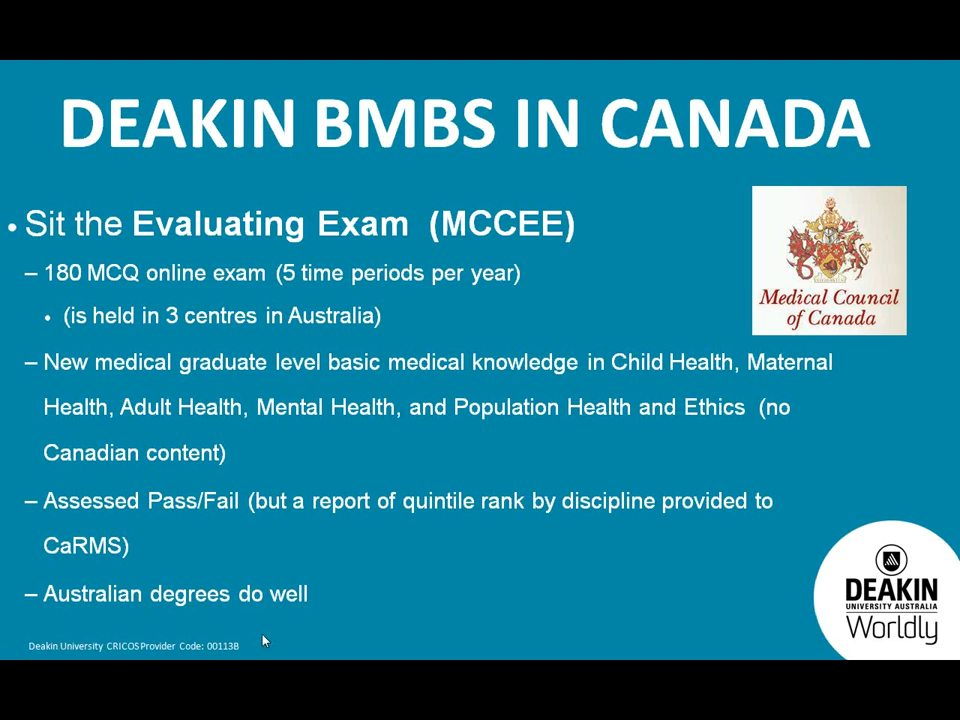 DEAKIN BMBS IN CANADA
• Sit the Evaluating Exam (MCCEE)
– 180 MCQ online exam (5 time periods per year)
• (is held in 3 centres in Australia)
– New medical graduate level basic medical knowledge in Child Health, Maternal
Health, Adult Health, Mental Health, and Population Health and Ethics (no
Canadian content)
– Assessed Pass/Fail (but a report of quintile rank by discipline provided to
CaRMS)
– Australian degrees do well
Medical Council
of Canada
DEAKIN
UNIVERSITY AUSTRALIA
Worldly
Deakin University CRICOS Provider Code: 00113B